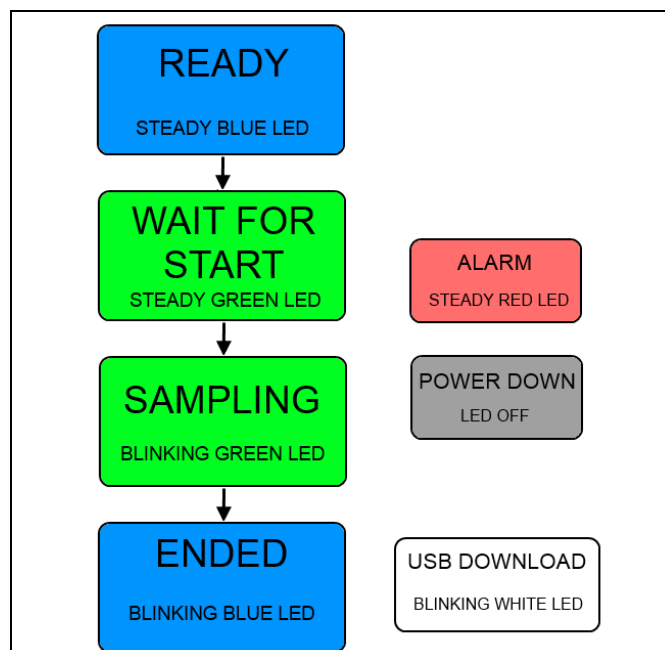 READY
STEADY BLUE LED
WAIT FOR
START
STEADY GREEN LED
SAMPLING
BLINKING GREEN LED
ENDED
BLINKING BLUE LED
ALARM
STEADY RED LED
POWER DOWN
LED OFF
USB DOWNLOAD
BLINKING WHITE LED